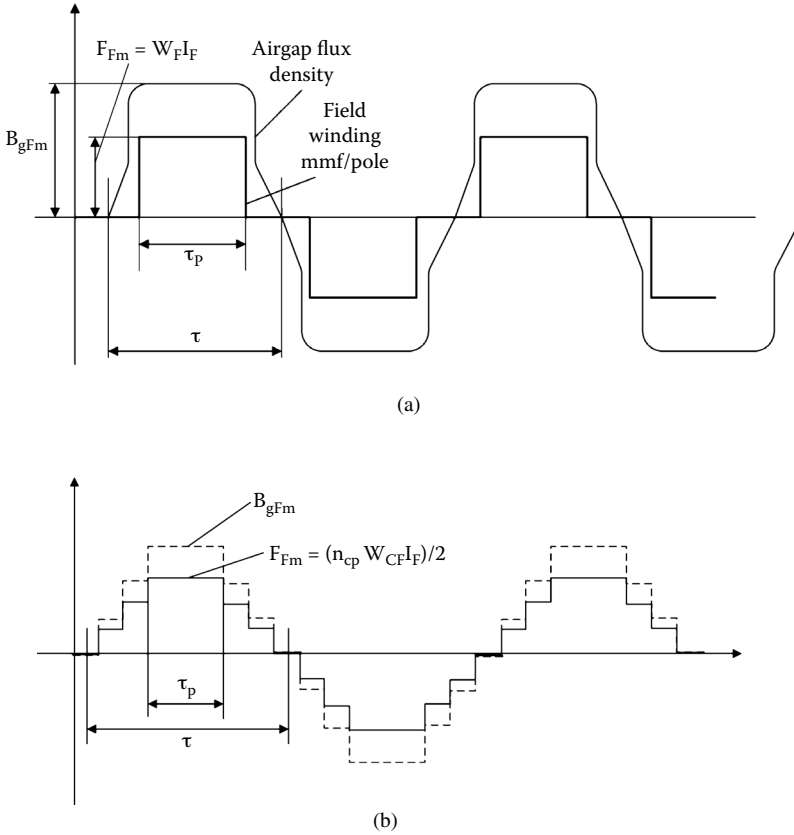 F_Fm = W_F I_F
Airgap flux
density
Field
winding
mmf/pole
B_gFm
τ_P
τ
(a)
B_gFm
F_Fm = (n_cp W_CF I_F)/2
τ_p
τ
(b)